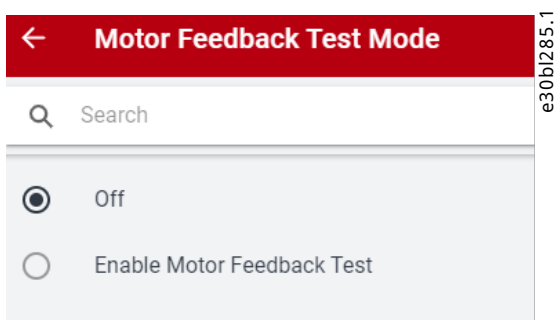 Motor Feedback Test Mode
Search
Off
Enable Motor Feedback Test
e30bl285.1